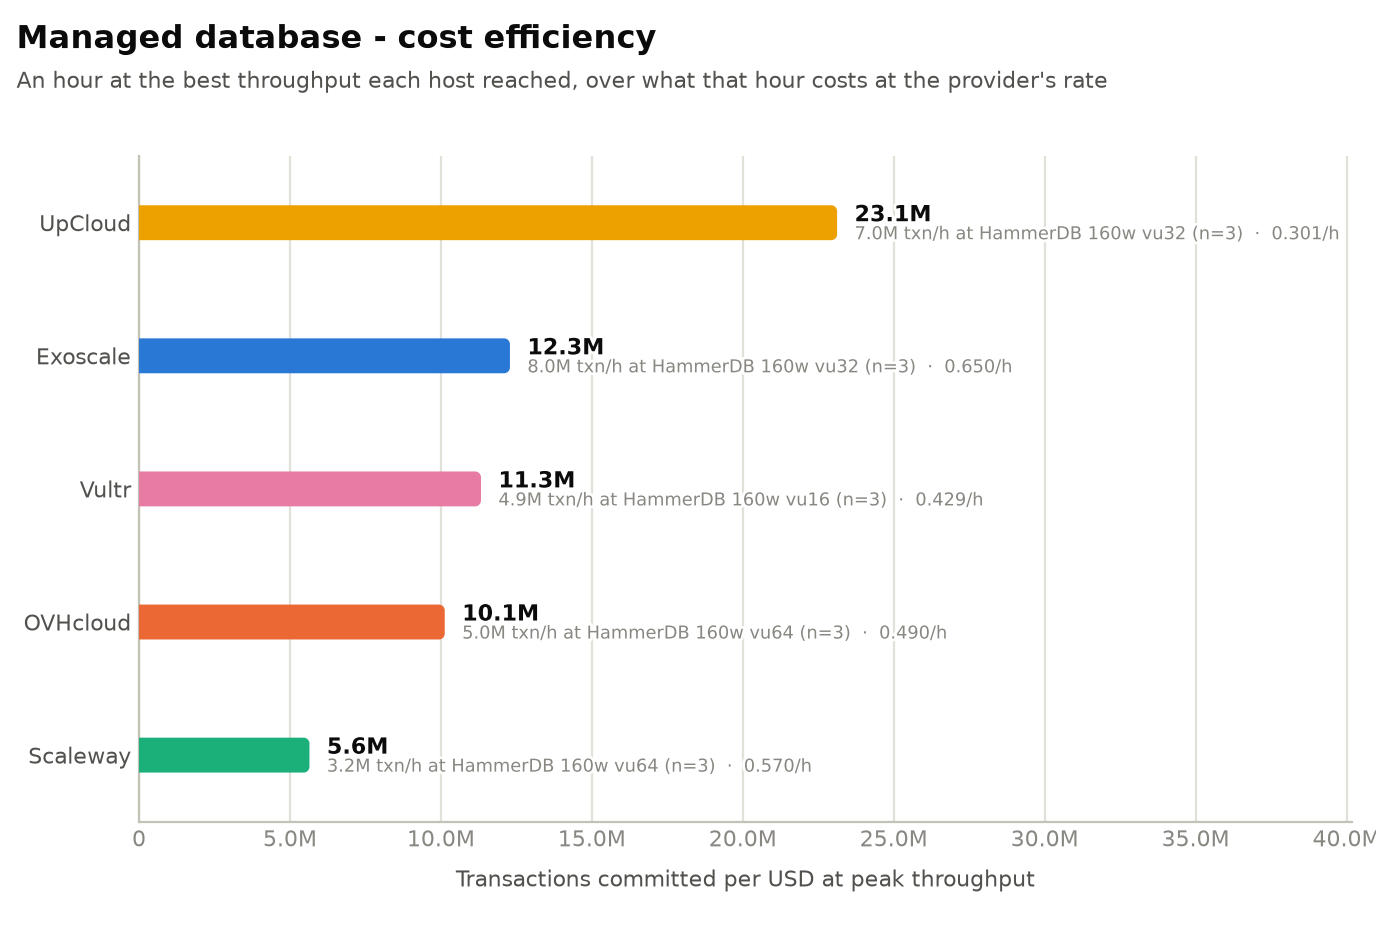 Managed database - cost efficiency
An hour at the best throughput each host reached, over what that hour costs at the provider's rate
UpCloud
23.1M
7.0M txn/h at HammerDB 160w vu32 (n=3) · 0.301/h
Exoscale
12.3M
8.0M txn/h at HammerDB 160w vu32 (n=3) · 0.650/h
Vultr
11.3M
4.9M txn/h at HammerDB 160w vu16 (n=3) · 0.429/h
OVHcloud
10.1M
5.0M txn/h at HammerDB 160w vu64 (n=3) · 0.490/h
Scaleway
5.6M
3.2M txn/h at HammerDB 160w vu64 (n=3) · 0.570/h
0 5.0M 10.0M 15.0M 20.0M 25.0M 30.0M 35.0M 40.0M
Transactions committed per USD at peak throughput